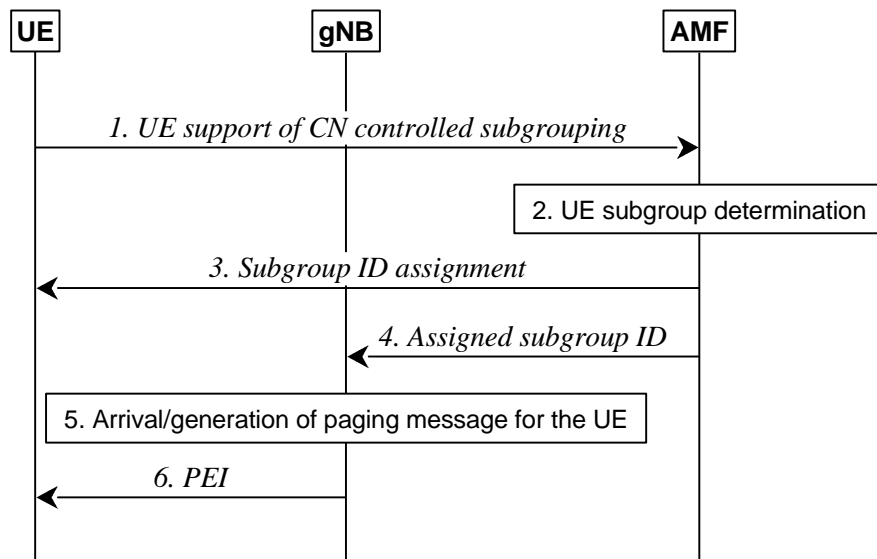 UE gNB AMF
1. UE support of CN controlled subgrouping
2. UE subgroup determination
3. Subgroup ID assignment
4. Assigned subgroup ID
5. Arrival/generation of paging message for the UE
6. PEI